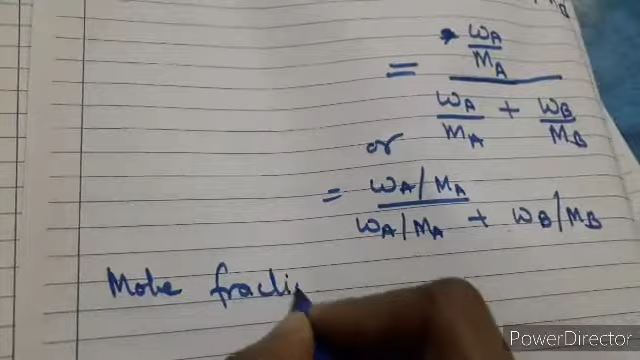 = wA/MA
wA/MA + wB/MB
or
= wA/MA
wA/MA + wB/MB
Mole fracti
PowerDirector